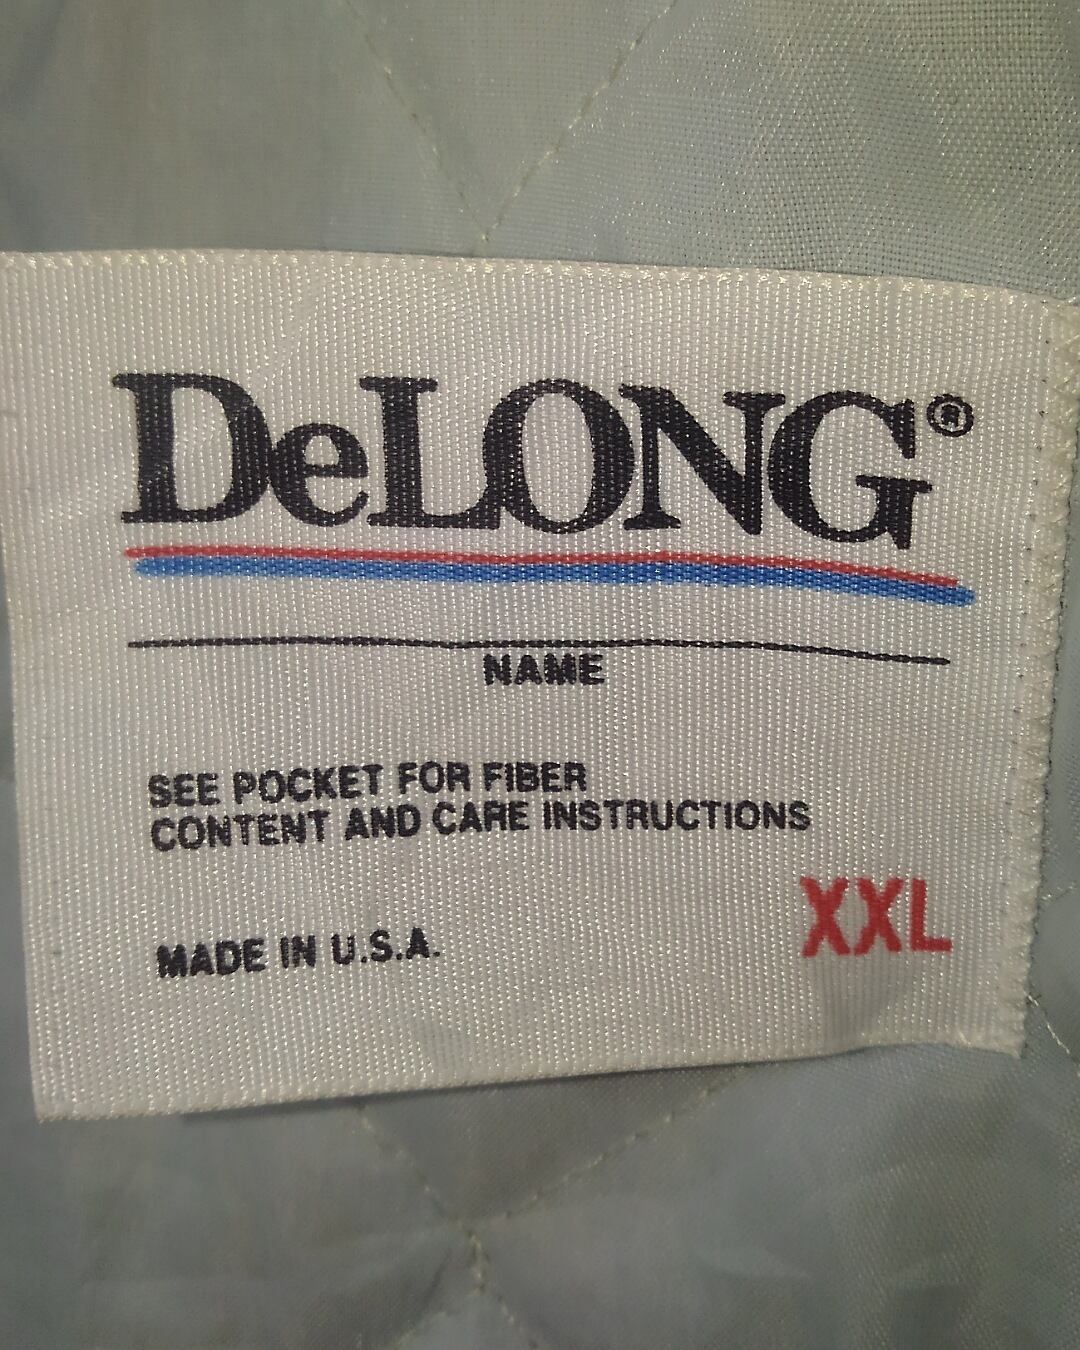 DeLONG®
NAME
SEE POCKET FOR FIBER
CONTENT AND CARE INSTRUCTIONS
XXL
MADE IN U.S.A.